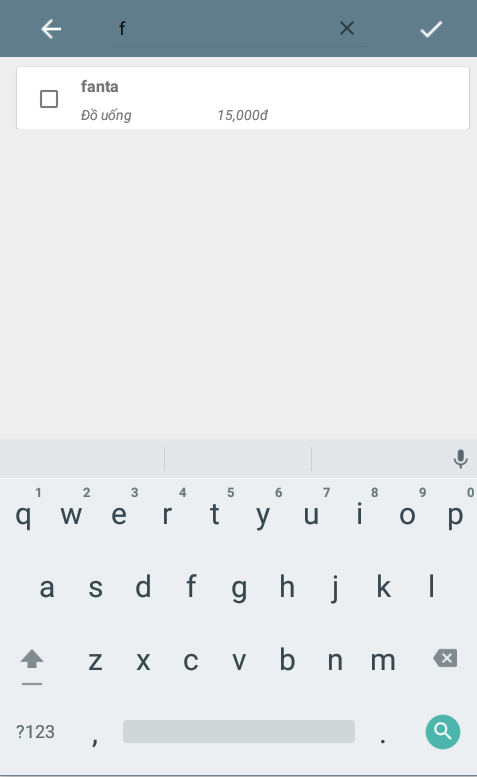 f
fanta
Đồ uống 15,000đ
1 2 3 4 5 6 7 8 9 0
q w e r t y u i o p
a s d f g h j k l
z x c v b n m
?123 , .